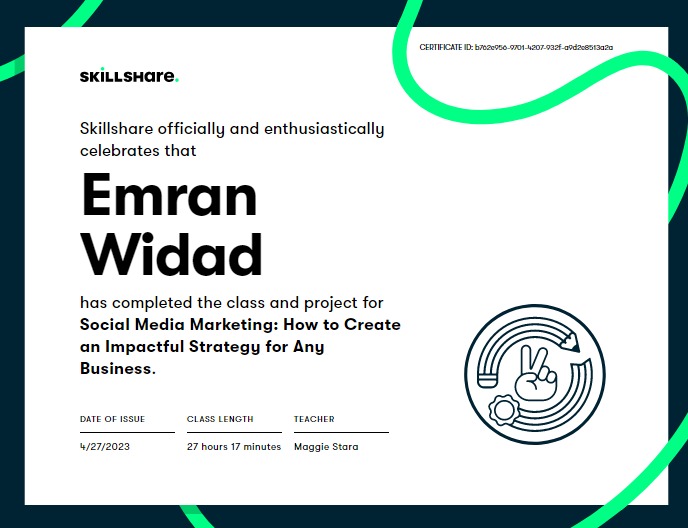 CERTIFICATE ID: b762e956-9701-4207-932f-a9d2e8513a2a
SKILLSHARE.
Skillshare officially and enthusiastically
celebrates that
Emran
Widad
has completed the class and project for
Social Media Marketing: How to Create
an Impactful Strategy for Any
Business.
DATE OF ISSUE CLASS LENGTH TEACHER
4/27/2023 27 hours 17 minutes Maggie Stara